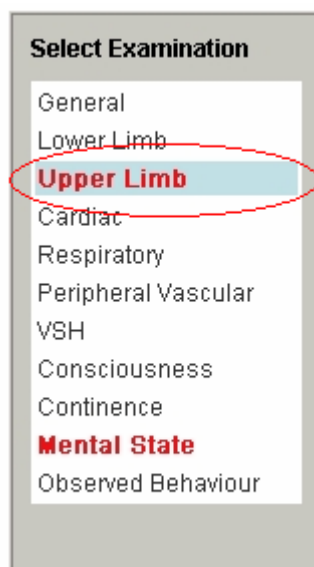 Select Examination
General
Lower Limb
Upper Limb
Cardiac
Respiratory
Peripheral Vascular
VSH
Consciousness
Continence
Mental State
Observed Behaviour